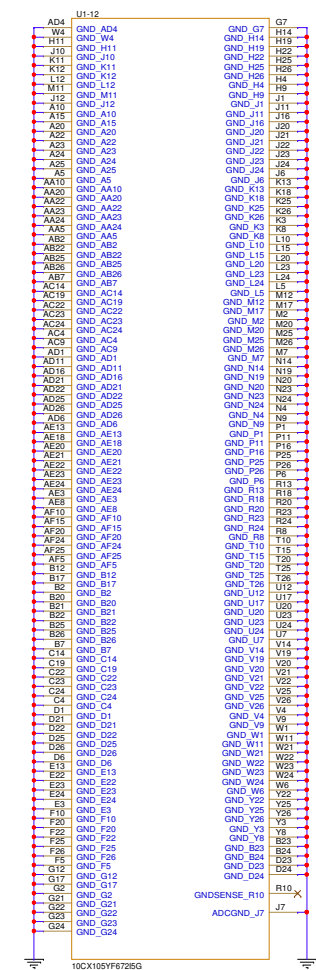 U1-12
AD4 GND_AD4 GND_G7 G7
W4 GND_W4 GND_H14 H14
H11 GND_H11 GND_H19 H19
J10 GND_J10 GND_H22 H22
K11 GND_K11 GND_H25 H25
K12 GND_K12 GND_H26 H26
L12 GND_L12 GND_H4 H4
M11 GND_M11 GND_H9 H9
J12 GND_J12 GND_J1 J1
A10 GND_A10 GND_J11 J11
A15 GND_A15 GND_J16 J16
A20 GND_A20 GND_J20 J20
A22 GND_A22 GND_J21 J21
A23 GND_A23 GND_J22 J22
A24 GND_A24 GND_J23 J23
A25 GND_A25 GND_J24 J24
A5 GND_A5 GND_J6 J6
AA10 GND_AA10 GND_K13 K13
AA20 GND_AA20 GND_K18 K18
AA22 GND_AA22 GND_K25 K25
AA23 GND_AA23 GND_K26 K26
AA24 GND_AA24 GND_K3 K3
AA5 GND_AA5 GND_K8 K8
AB2 GND_AB2 GND_L10 L10
AB22 GND_AB22 GND_L15 L15
AB25 GND_AB25 GND_L20 L20
AB26 GND_AB26 GND_L23 L23
AB7 GND_AB7 GND_L24 L24
AC14 GND_AC14 GND_L5 L5
AC19 GND_AC19 GND_M12 M12
AC22 GND_AC22 GND_M17 M17
AC23 GND_AC23 GND_M2 M2
AC24 GND_AC24 GND_M20 M20
AC4 GND_AC4 GND_M25 M25
AC9 GND_AC9 GND_M26 M26
AD1 GND_AD1 GND_M7 M7
AD11 GND_AD11 GND_N14 N14
AD16 GND_AD16 GND_N19 N19
AD21 GND_AD21 GND_N20 N20
AD22 GND_AD22 GND_N23 N23
AD25 GND_AD25 GND_N24 N24
AD26 GND_AD26 GND_N4 N4
AD6 GND_AD6 GND_N9 N9
AE13 GND_AE13 GND_P1 P1
AE18 GND_AE18 GND_P11 P11
AE20 GND_AE20 GND_P16 P16
AE21 GND_AE21 GND_P25 P25
AE22 GND_AE22 GND_P26 P26
AE23 GND_AE23 GND_P6 P6
AE24 GND_AE24 GND_R13 R13
AE3 GND_AE3 GND_R18 R18
AE8 GND_AE8 GND_R20 R20
AF10 GND_AF10 GND_R23 R23
AF15 GND_AF15 GND_R24 R24
AF20 GND_AF20 GND_R8 R8
AF24 GND_AF24 GND_T10 T10
AF25 GND_AF25 GND_T15 T15
AF5 GND_AF5 GND_T20 T20
B12 GND_B12 GND_T25 T25
B17 GND_B17 GND_T26 T26
B2 GND_B2 GND_U12 U12
B20 GND_B20 GND_U17 U17
B21 GND_B21 GND_U20 U20
B22 GND_B22 GND_U23 U23
B25 GND_B25 GND_U24 U24
B26 GND_B26 GND_U7 U7
B7 GND_B7 GND_V14 V14
C14 GND_C14 GND_V19 V19
C19 GND_C19 GND_V20 V20
C22 GND_C22 GND_V21 V21
C23 GND_C23 GND_V22 V22
C24 GND_C24 GND_V25 V25
C4 GND_C4 GND_V26 V26
D1 GND_D1 GND_V4 V4
D21 GND_D21 GND_V9 V9
D22 GND_D22 GND_W1 W1
D25 GND_D25 GND_W11 W11
D26 GND_D26 GND_W21 W21
D6 GND_D6 GND_W22 W22
E13 GND_E13 GND_W23 W23
E22 GND_E22 GND_W24 W24
E23 GND_E23 GND_W6 W6
E24 GND_E24 GND_Y22 Y22
E3 GND_E3 GND_Y25 Y25
F10 GND_F10 GND_Y26 Y26
F20 GND_F20 GND_Y3 Y3
F22 GND_F22 GND_Y8 Y8
F25 GND_F25 GND_B23 B23
F26 GND_F26 GND_B24 B24
F5 GND_F5 GND_D23 D23
G12 GND_G12 GND_D24 D24
G17 GND_G17
G2 GND_G2 GNDSENSE_R10 R10
G21 GND_G21
G22 GND_G22 ADCGND_J7 J7
G23 GND_G23
G24 GND_G24
10CX105YF672I5G